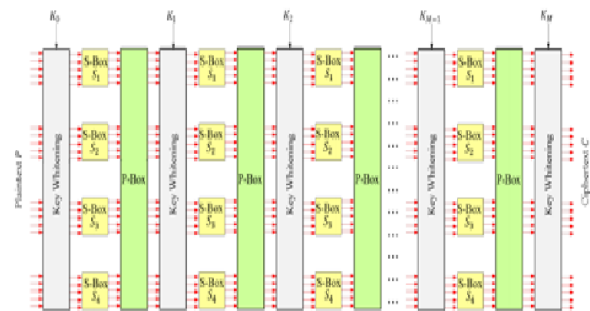 K₀ K₁ K₂ K_{M−1} K_M
Plaintext P
Key Whitening
S-Box
S₁
S-Box
S₂
S-Box
S₃
S-Box
S₄
P-Box
Key Whitening
S-Box
S₁
S-Box
S₂
S-Box
S₃
S-Box
S₄
P-Box
Key Whitening
S-Box
S₁
S-Box
S₂
S-Box
S₃
S-Box
S₄
P-Box
...
...
...
...
...
...
...
...
Key Whitening
S-Box
S₁
S-Box
S₂
S-Box
S₃
S-Box
S₄
P-Box
Key Whitening
Ciphertext C